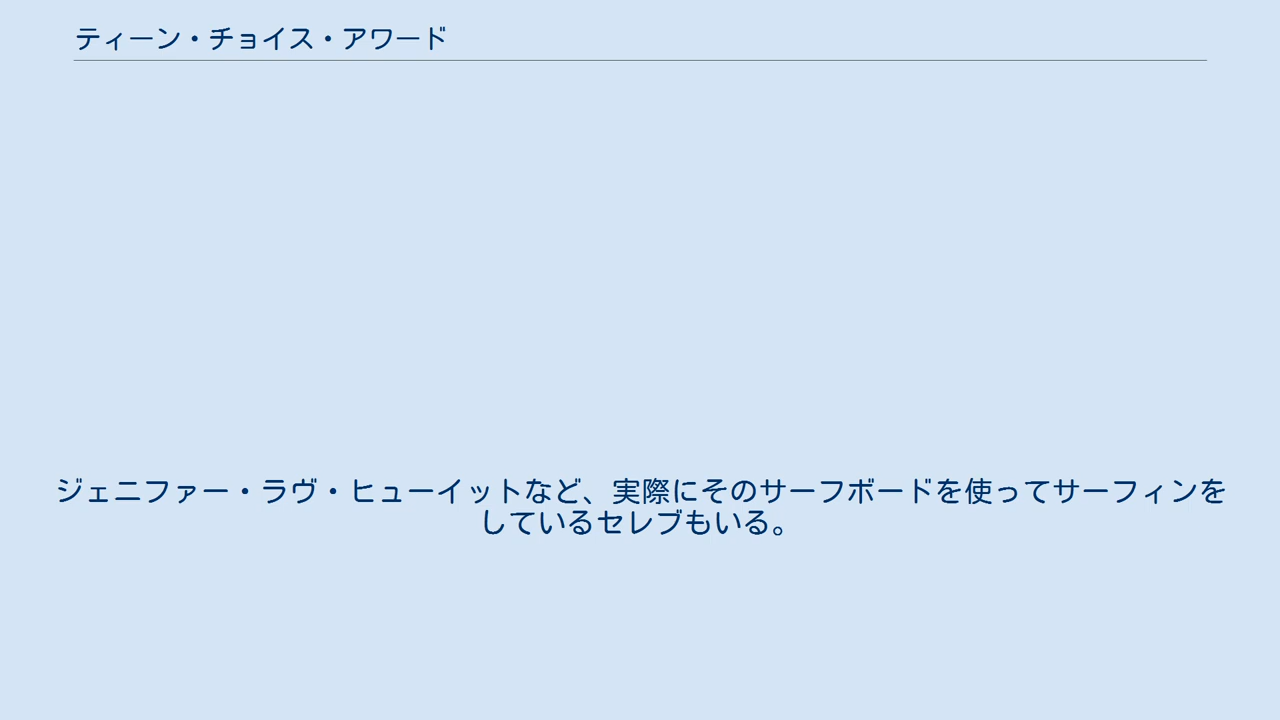 ティーン・チョイス・アワード
ジェニファー・ラヴ・ヒューイットなど、実際にそのサーフボードを使ってサーフィンを
しているセレブもいる。